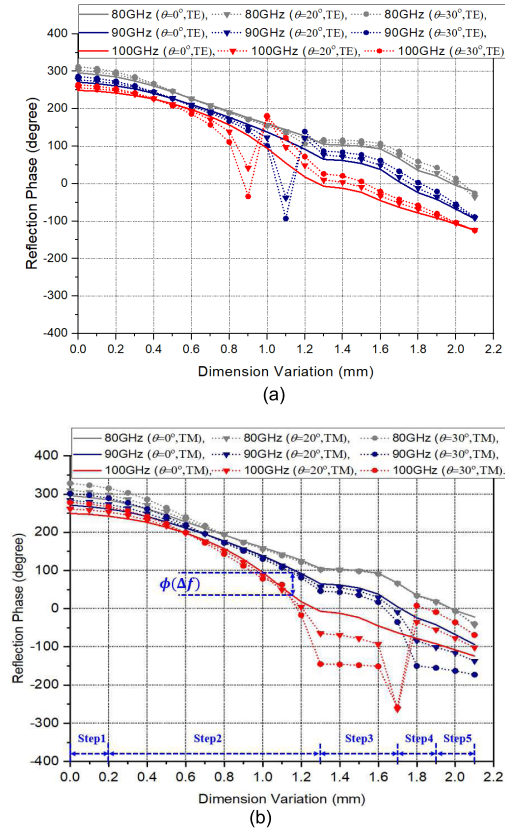 80GHz (θ=0°,TE), 80GHz (θ=20°,TE), 80GHz (θ=30°,TE),
90GHz (θ=0°,TE), 90GHz (θ=20°,TE), 90GHz (θ=30°,TE),
100GHz (θ=0°,TE), 100GHz (θ=20°,TE), 100GHz (θ=30°,TE)
Reflection Phase (degree)
400
300
200
100
0
-100
-200
-300
-400
0.0 0.2 0.4 0.6 0.8 1.0 1.2 1.4 1.6 1.8 2.0 2.2
Dimension Variation (mm)
(a)
80GHz (θ=0°,TM), 80GHz (θ=20°,TM), 80GHz (θ=30°,TM),
90GHz (θ=0°,TM), 90GHz (θ=20°,TM), 90GHz (θ=30°,TM),
100GHz (θ=0°,TM), 100GHz (θ=20°,TM), 100GHz (θ=30°,TM),
Reflection Phase (degree)
400
300
200
100
0
-100
-200
-300
-400
ϕ(Δf)
Step1 Step2 Step3 Step4 Step5
0.0 0.2 0.4 0.6 0.8 1.0 1.2 1.4 1.6 1.8 2.0 2.2
Dimension Variation (mm)
(b)